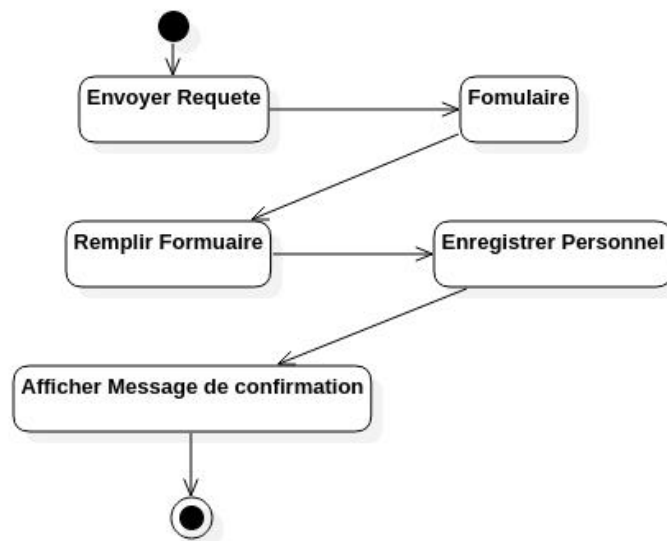 Envoyer Requete
Fomulaire
Remplir Formuaire
Enregistrer Personnel
Afficher Message de confirmation